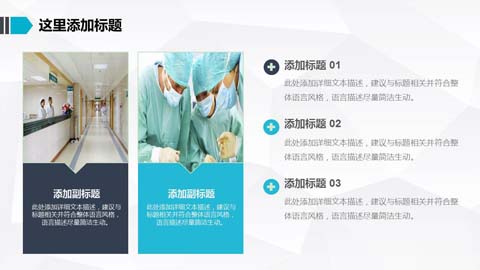 这里添加标题
添加标题 01
此处添加详细文本描述，建议与标题相关并符合整
体语言风格，语言描述尽量简洁生动。
添加标题 02
此处添加详细文本描述，建议与标题相关并符合整
体语言风格，语言描述尽量简洁生动。
添加标题 03
此处添加详细文本描述，建议与标题相关并符合整
体语言风格，语言描述尽量简洁生动。
添加副标题
此处添加详细文本描述，建议与
标题相关并符合整体语言风格，
语言描述尽量简洁生动。
添加副标题
此处添加详细文本描述，建议与
标题相关并符合整体语言风格，
语言描述尽量简洁生动。